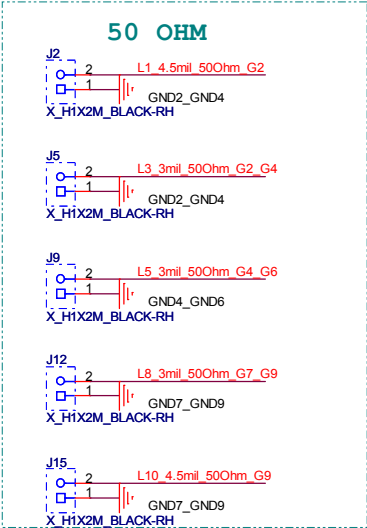 50 OHM
J2
2 L1_4.5mil_50Ohm_G2
1
GND2_GND4
X_H1X2M_BLACK-RH
J5
2 L3_3mil_50Ohm_G2_G4
1
GND2_GND4
X_H1X2M_BLACK-RH
J9
2 L5_3mil_50Ohm_G4_G6
1
GND4_GND6
X_H1X2M_BLACK-RH
J12
2 L8_3mil_50Ohm_G7_G9
1
GND7_GND9
X_H1X2M_BLACK-RH
J15
2 L10_4.5mil_50Ohm_G9
1
GND7_GND9
X_H1X2M_BLACK-RH